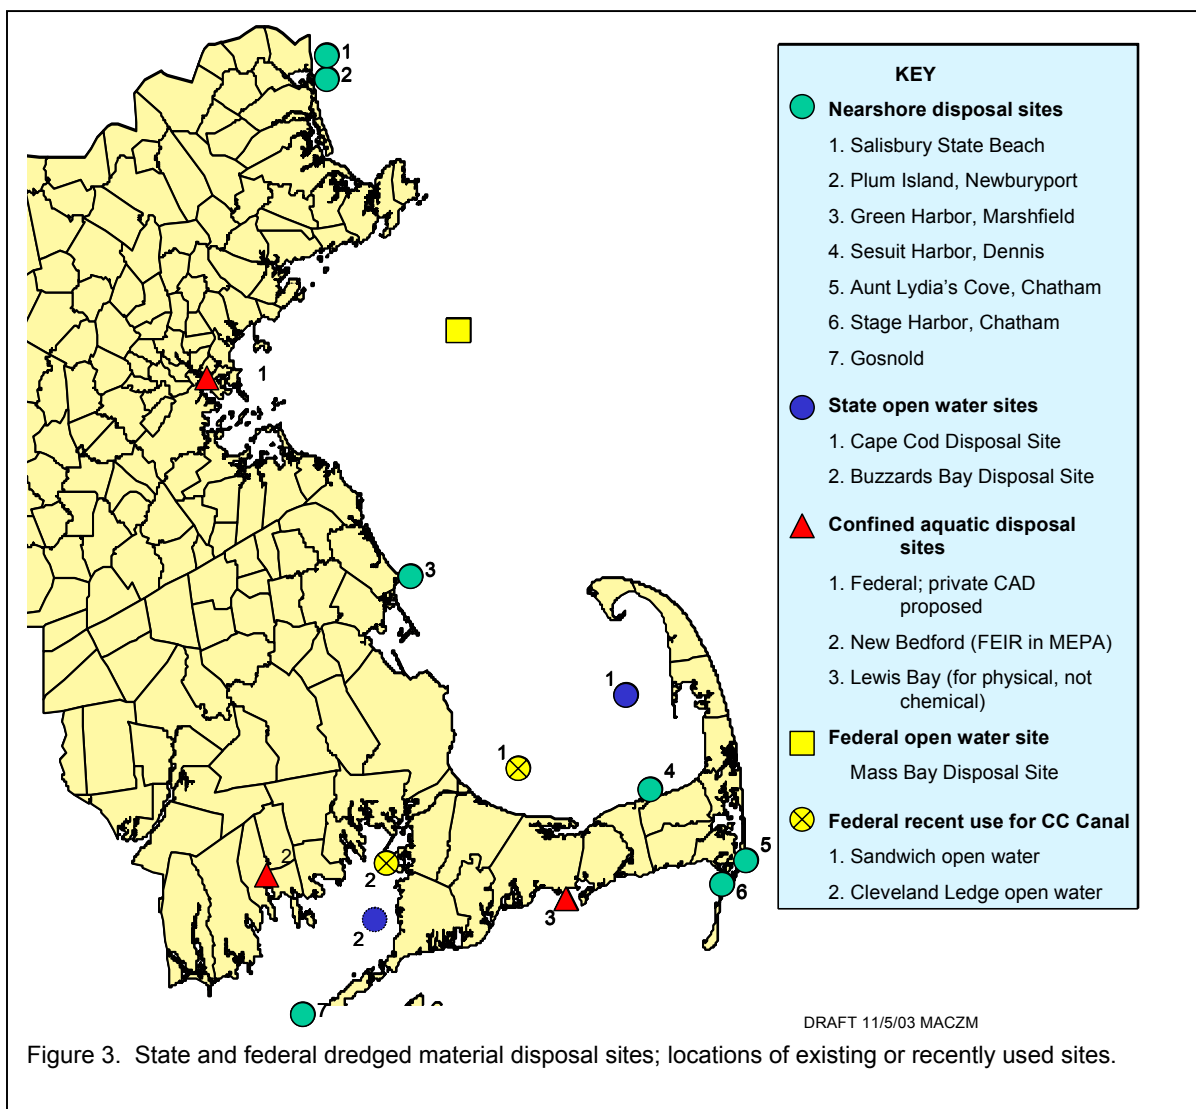 1
2
1
3
1
1
4
2
2
5
6
3
2
7
KEY
Nearshore disposal sites
1. Salisbury State Beach
2. Plum Island, Newburyport
3. Green Harbor, Marshfield
4. Sesuit Harbor, Dennis
5. Aunt Lydia's Cove, Chatham
6. Stage Harbor, Chatham
7. Gosnold
State open water sites
1. Cape Cod Disposal Site
2. Buzzards Bay Disposal Site
Confined aquatic disposal
sites
1. Federal; private CAD
proposed
2. New Bedford (FEIR in MEPA)
3. Lewis Bay (for physical, not
chemical)
Federal open water site
Mass Bay Disposal Site
Federal recent use for CC Canal
1. Sandwich open water
2. Cleveland Ledge open water
DRAFT 11/5/03 MACZM
Figure 3. State and federal dredged material disposal sites; locations of existing or recently used sites.